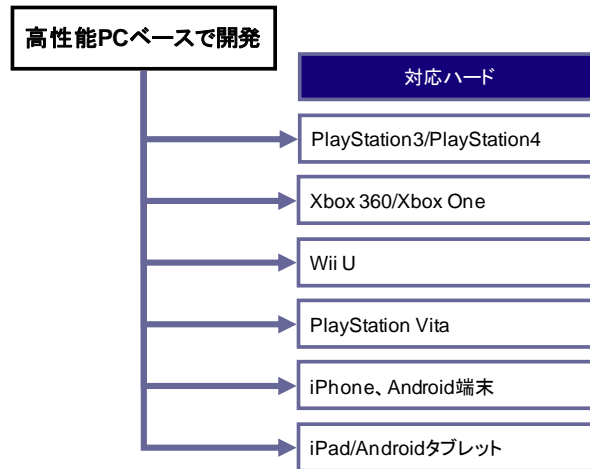 高性能PCベースで開発
対応ハード
PlayStation3/PlayStation4
Xbox 360/Xbox One
Wii U
PlayStation Vita
iPhone、Android端末
iPad/Androidタブレット